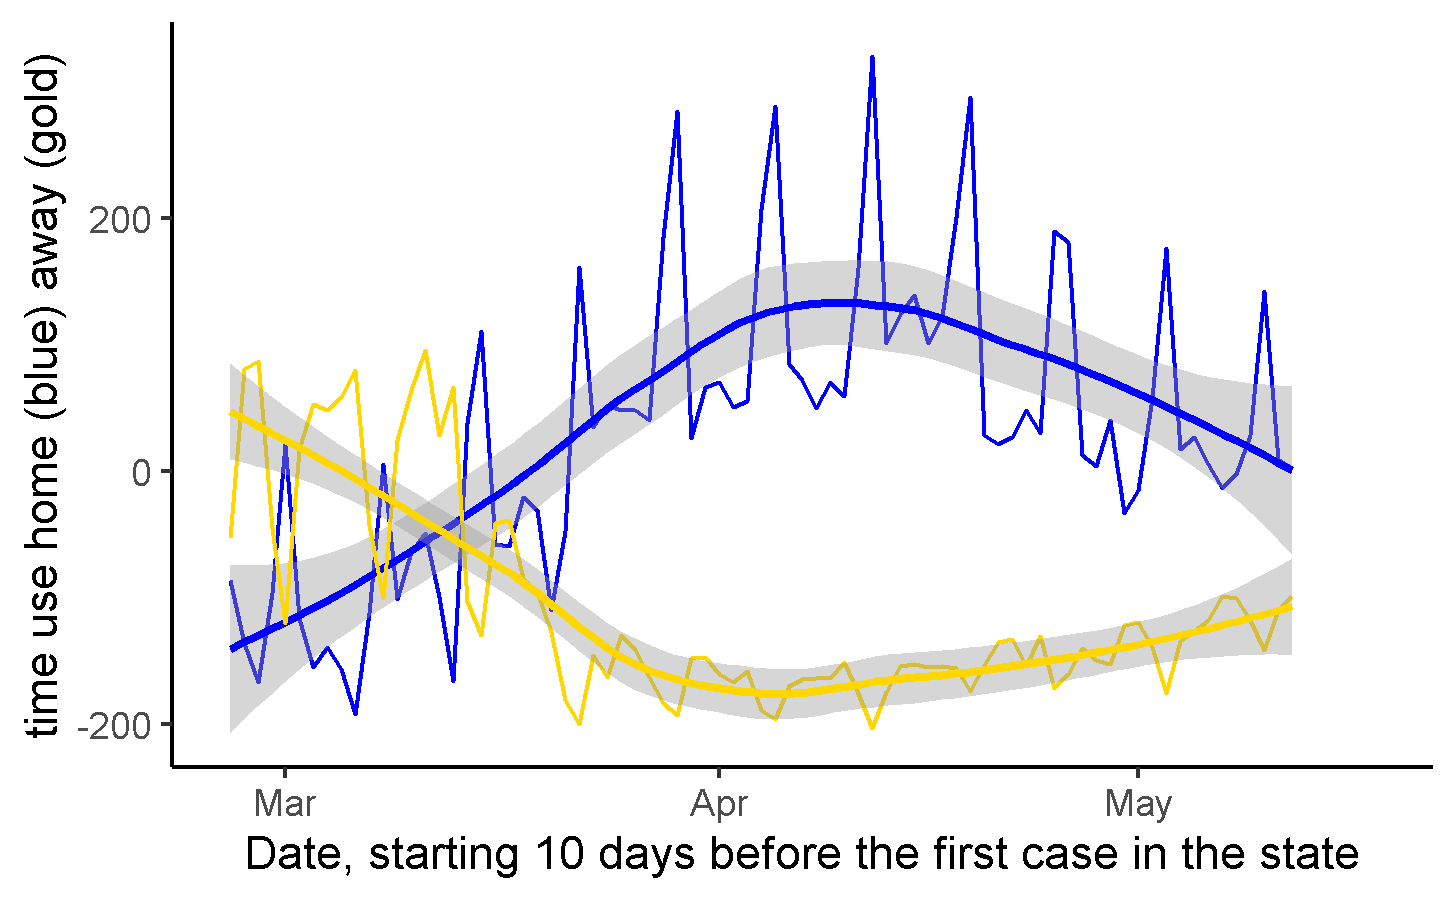 time use home (blue) away (gold)
200
0
-200
Mar
Apr
May
Date, starting 10 days before the first case in the state